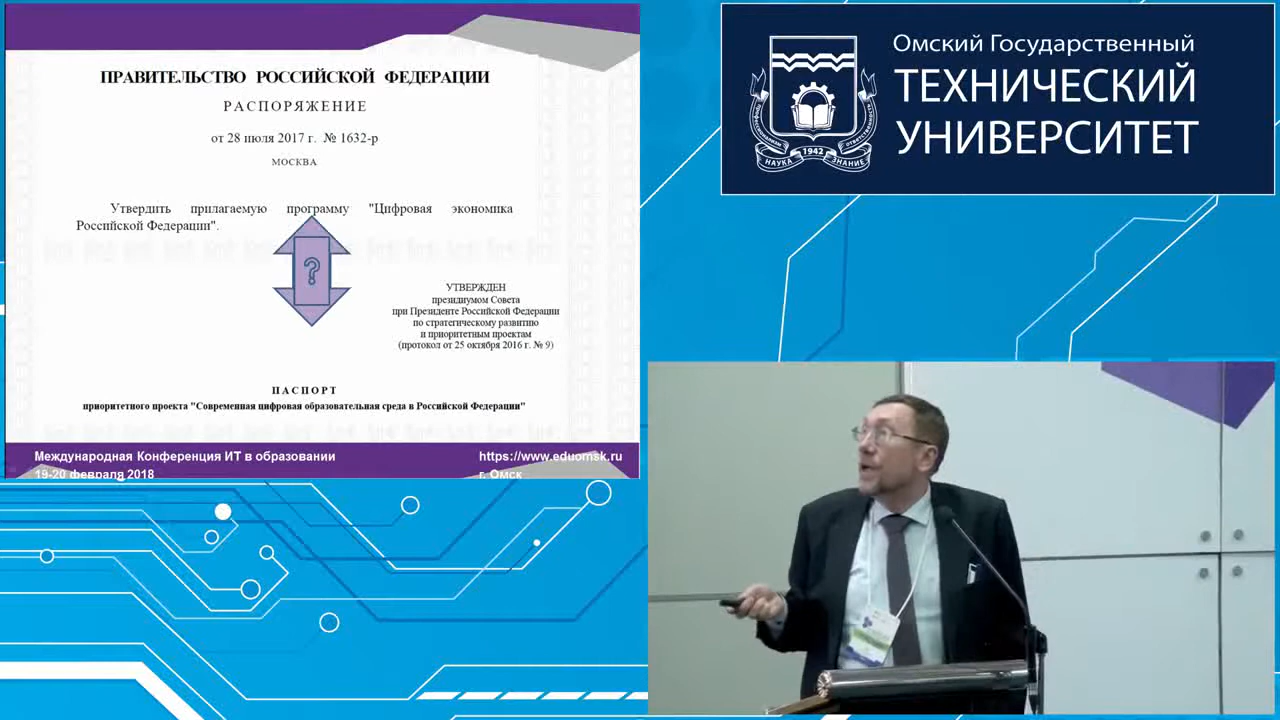 ПРАВИТЕЛЬСТВО РОССИЙСКОЙ ФЕДЕРАЦИИ
РАСПОРЯЖЕНИЕ
от 28 июля 2017 г. № 1632-р
МОСКВА
Утвердить прилагаемую программу "Цифровая экономика
Российской Федерации".
?
УТВЕРЖДЕН
президиумом Совета
при Президенте Российской Федерации
по стратегическому развитию
и приоритетным проектам
(протокол от 25 октября 2016 г. № 9)
ПАСПОРТ
приоритетного проекта "Современная цифровая образовательная среда в Российской Федерации"
Международная Конференция ИТ в образовании
19-20 февраля 2018
https://www.eduomsk.ru
г. Омск
Омский Государственный
ТЕХНИЧЕСКИЙ
УНИВЕРСИТЕТ
профессионализм
ответственность
НАУКА 1942 ЗНАНИЕ